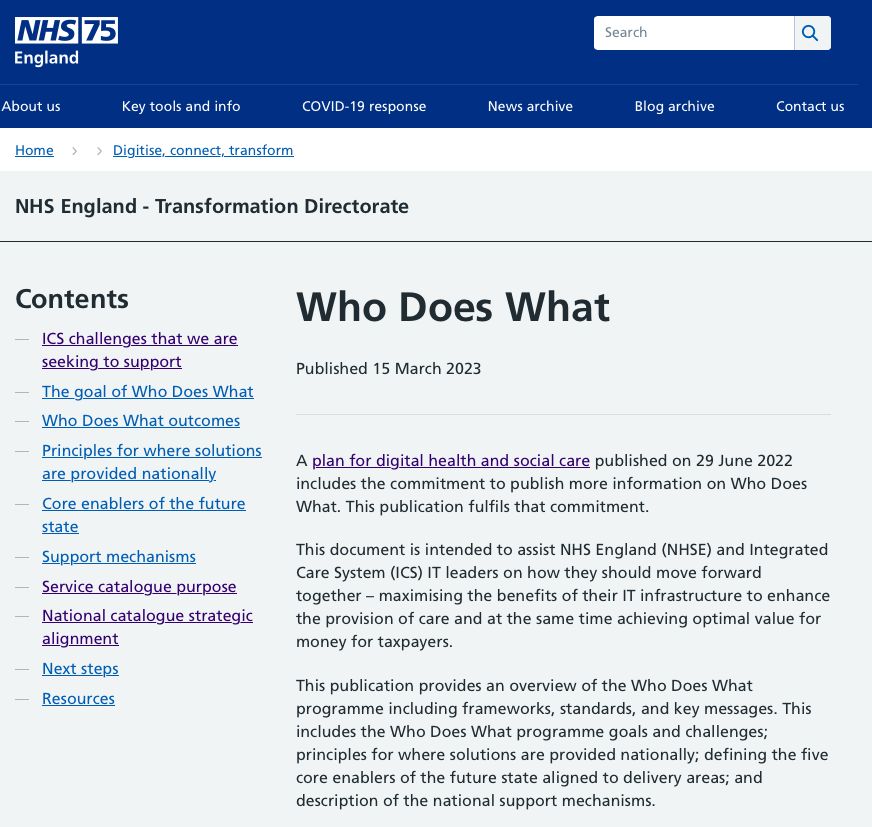 NHS 75
England
Search
About us
Key tools and info
COVID-19 response
News archive
Blog archive
Contact us
Home
Digitise, connect, transform
NHS England - Transformation Directorate
Contents
ICS challenges that we are
seeking to support
The goal of Who Does What
Who Does What outcomes
Principles for where solutions
are provided nationally
Core enablers of the future
state
Support mechanisms
Service catalogue purpose
National catalogue strategic
alignment
Next steps
Resources
Who Does What
Published 15 March 2023
A plan for digital health and social care published on 29 June 2022
includes the commitment to publish more information on Who Does
What. This publication fulfils that commitment.
This document is intended to assist NHS England (NHSE) and Integrated
Care System (ICS) IT leaders on how they should move forward
together – maximising the benefits of their IT infrastructure to enhance
the provision of care and at the same time achieving optimal value for
money for taxpayers.
This publication provides an overview of the Who Does What
programme including frameworks, standards, and key messages. This
includes the Who Does What programme goals and challenges;
principles for where solutions are provided nationally; defining the five
core enablers of the future state aligned to delivery areas; and
description of the national support mechanisms.